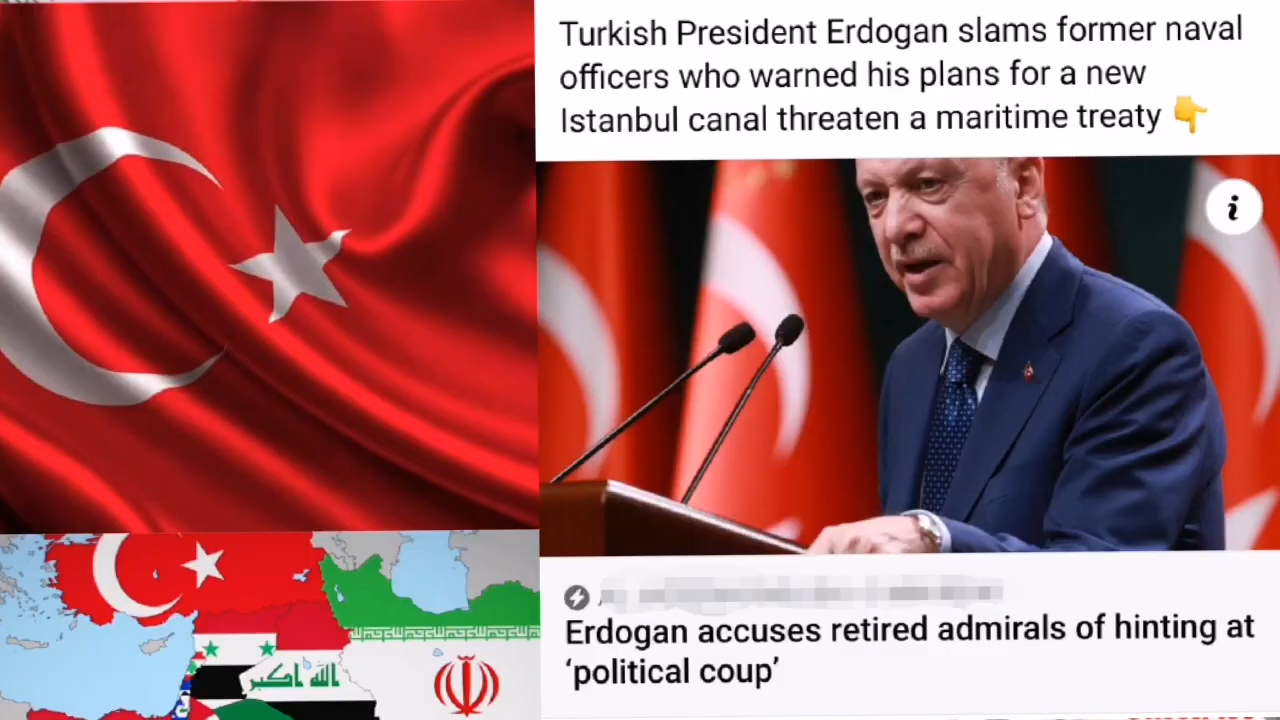 Turkish President Erdogan slams former naval
officers who warned his plans for a new
Istanbul canal threaten a maritime treaty 👇
i
Erdogan accuses retired admirals of hinting at
‘political coup’
الله اكبر